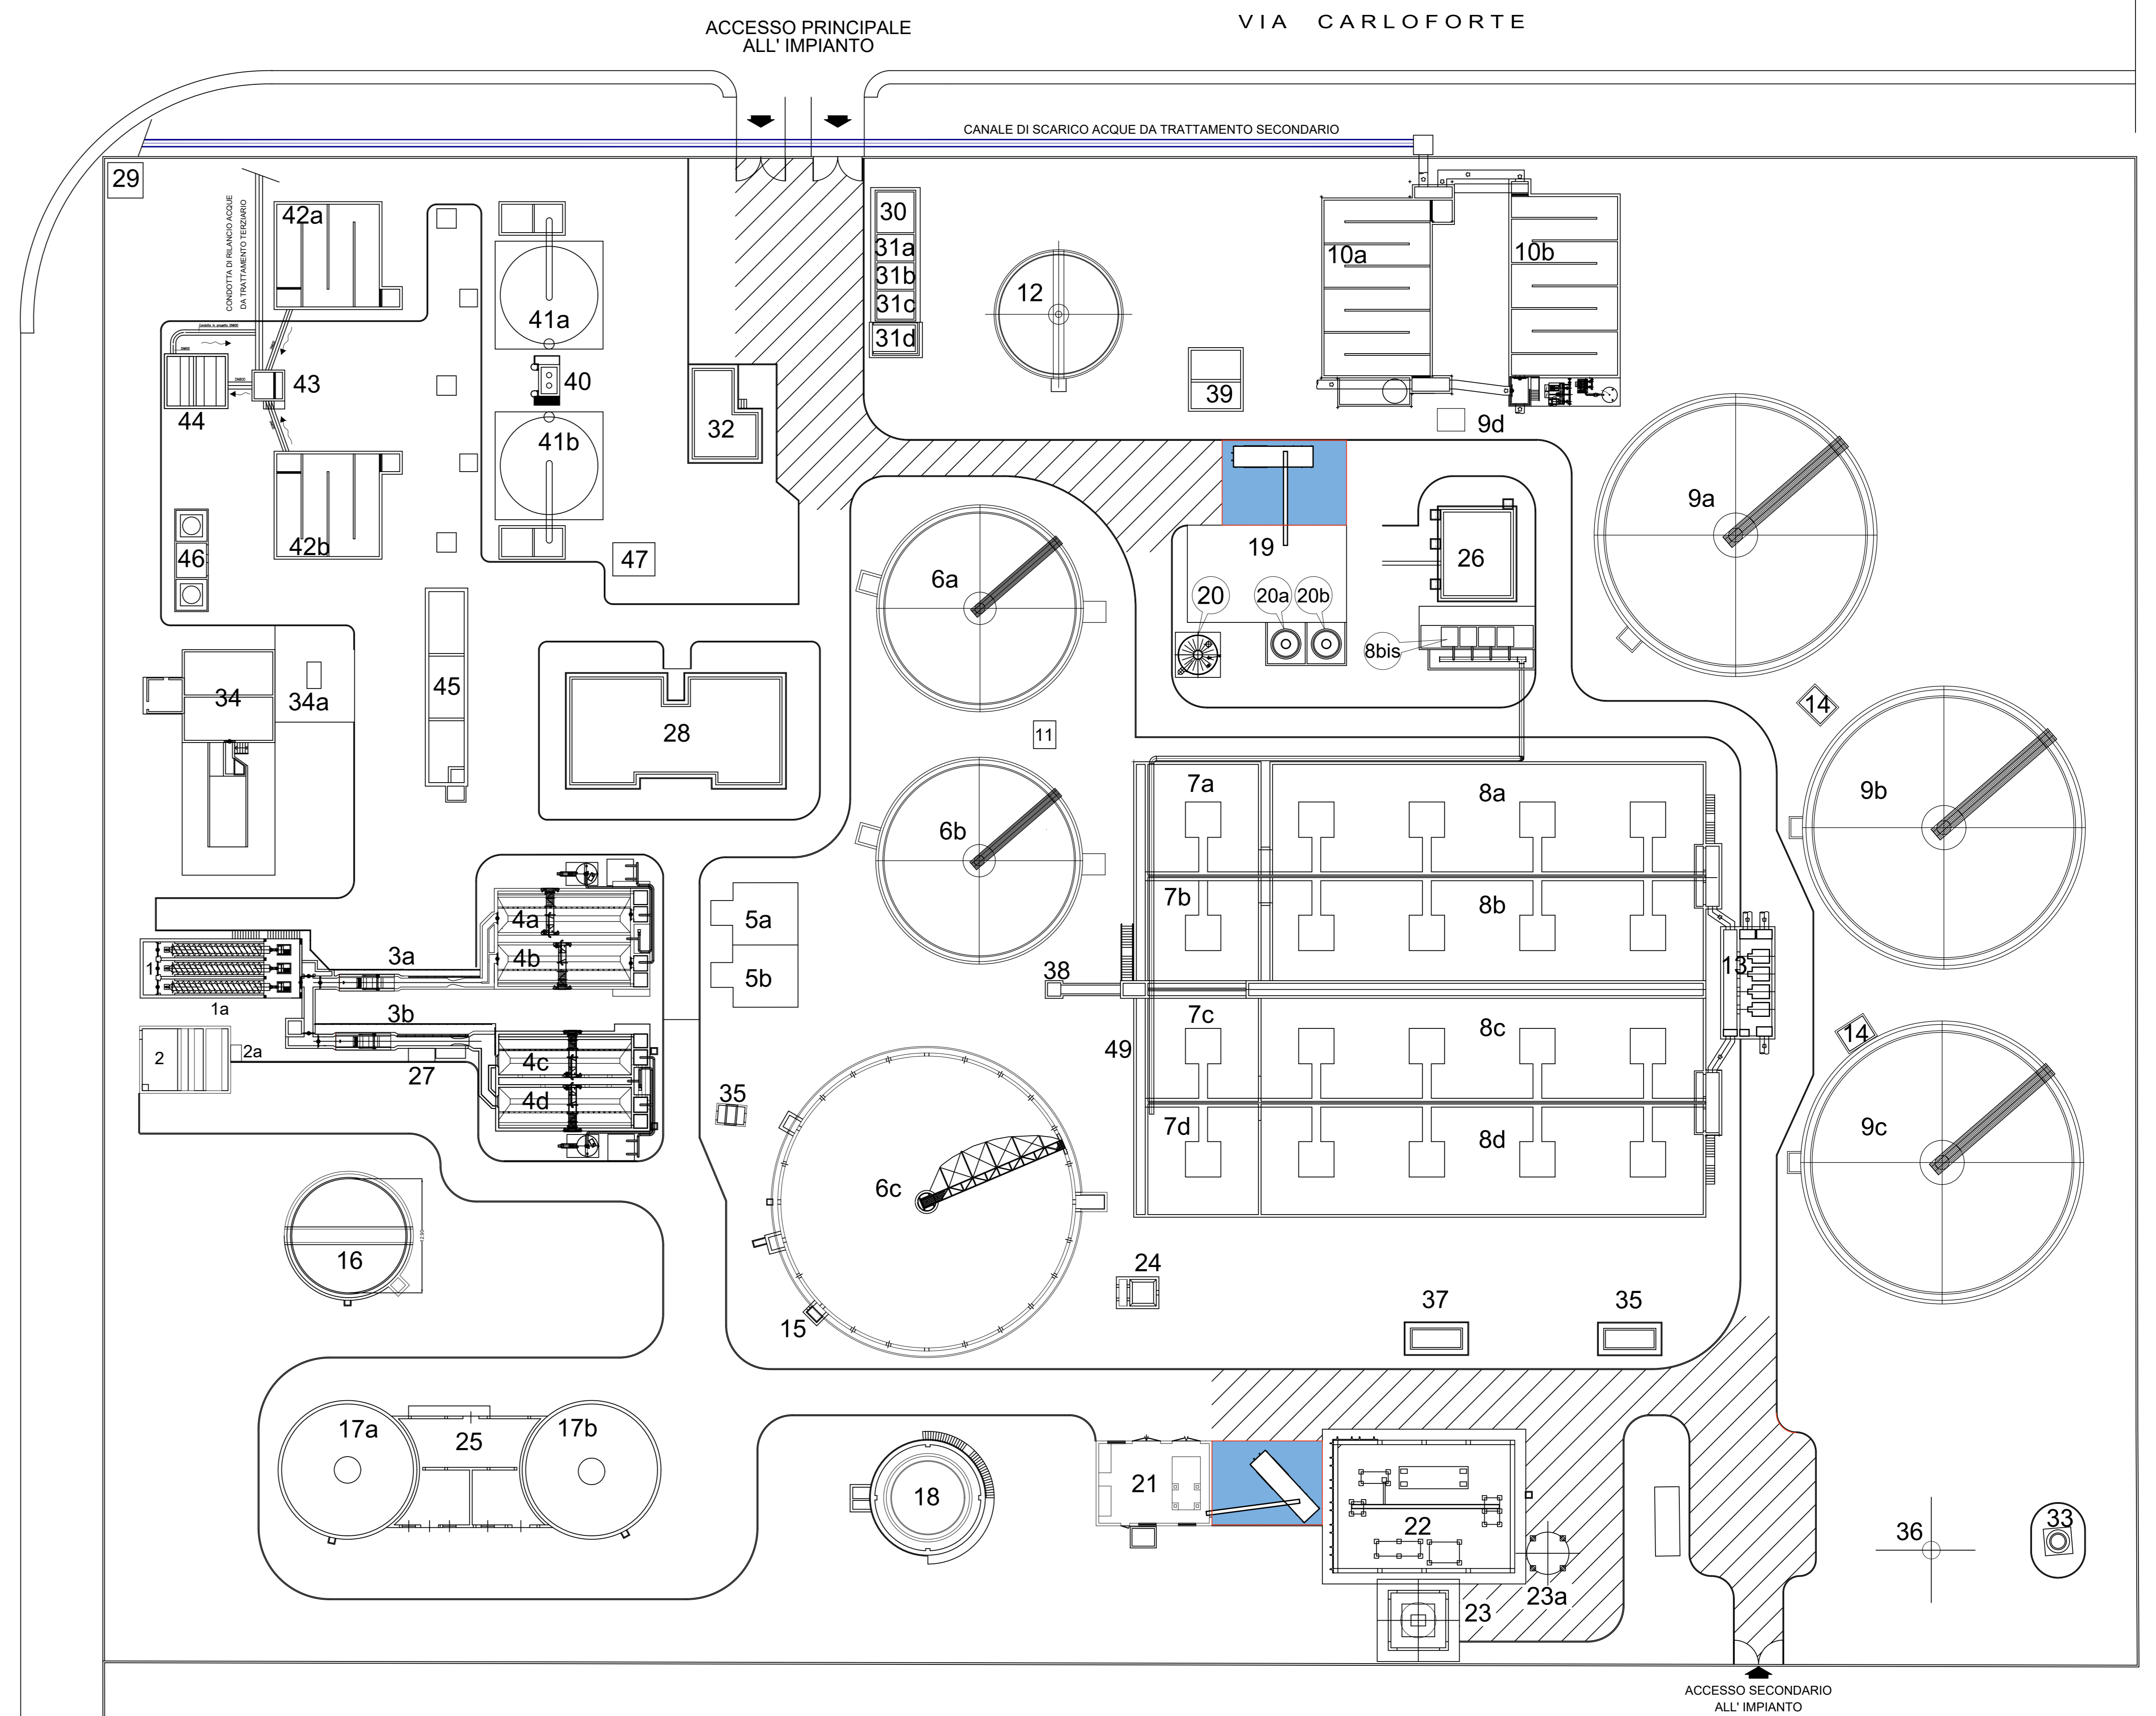 VIA CARLOFORTE
ACCESSO PRINCIPALE
ALL' IMPIANTO
CANALE DI SCARICO ACQUE DA TRATTAMENTO SECONDARIO
29
CONDOTTA DI RILANCIO ACQUE
DA TRATTAMENTO TERZIARIO
42a
30
31a
31b
31c
31d
12
10a
10b
41a
40
41b
43
44
42b
46
47
32
39
9d
9a
19
20
20a
20b
26
8bis
6a
34
34a
45
28
11
6b
14
9b
7a
8a
7b
8b
4a
4b
3a
3b
1
1a
2
2a
27
4c
4d
5a
5b
38
13
7c
8c
49
14
9c
7d
8d
35
6c
16
15
24
37
35
17a
25
17b
18
21
22
23
23a
36
33
ACCESSO SECONDARIO
ALL' IMPIANTO